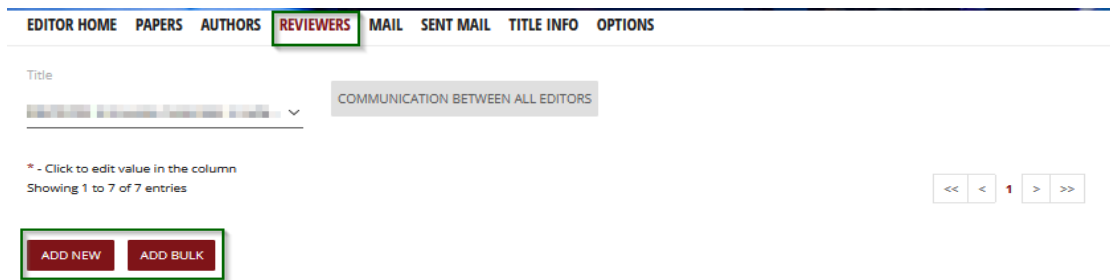 EDITOR HOME PAPERS AUTHORS REVIEWERS MAIL SENT MAIL TITLE INFO OPTIONS
Title
COMMUNICATION BETWEEN ALL EDITORS
* - Click to edit value in the column
Showing 1 to 7 of 7 entries
<< < 1 > >>
ADD NEW ADD BULK